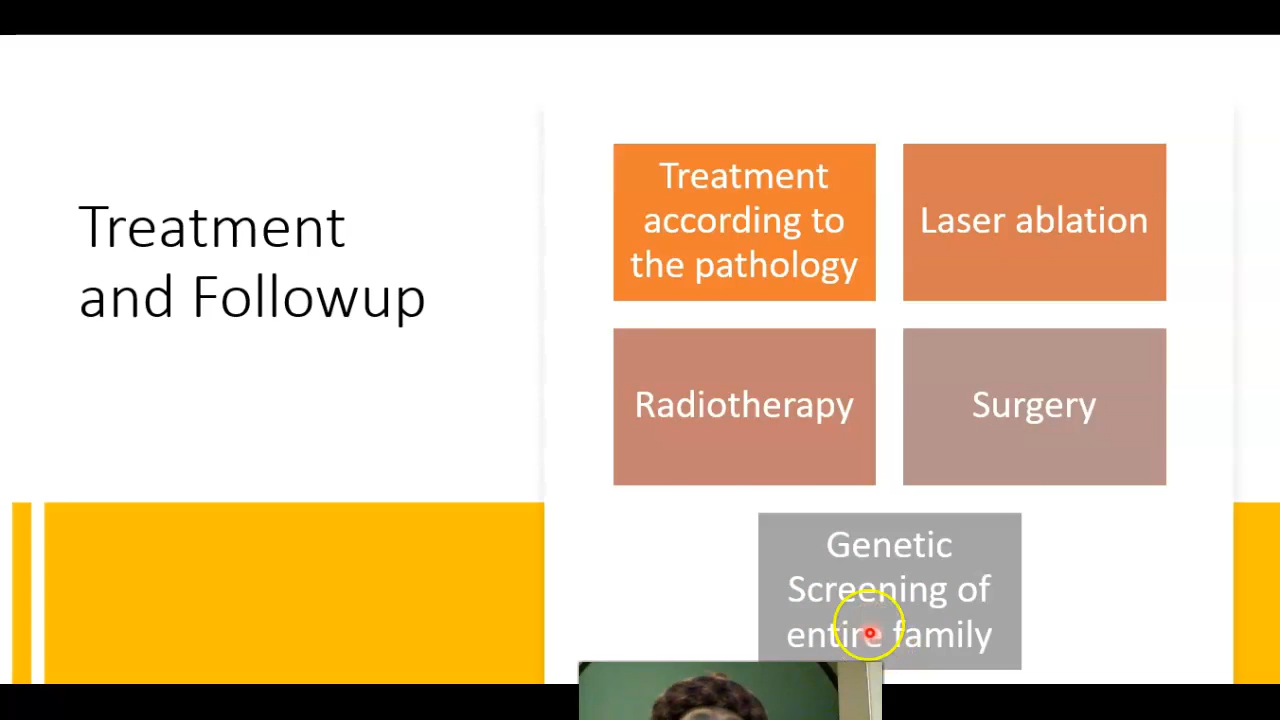 Treatment
and Followup
Treatment
according to
the pathology
Laser ablation
Radiotherapy
Surgery
Genetic
Screening of
entire family